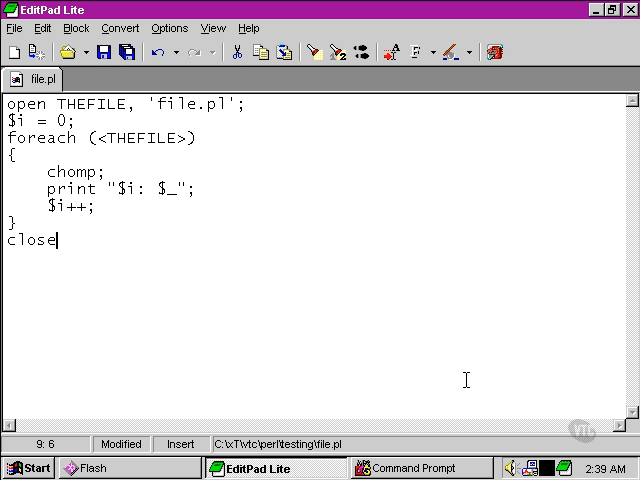 EditPad Lite
File Edit Block Convert Options View Help
file.pl
open THEFILE, 'file.pl';
$i = 0;
foreach (<THEFILE>)
{
chomp;
print "$i: $_";
$i++;
}
close
VTC
9: 6 Modified Insert C:\xT\vtc\perl\testing\file.pl
Start Flash EditPad Lite Command Prompt 2:39 AM